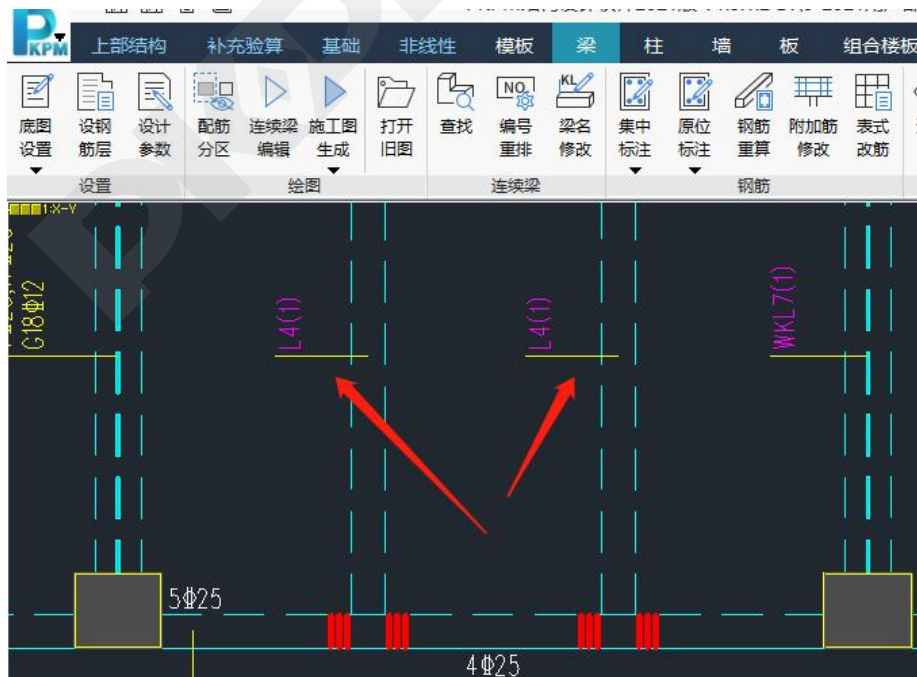 PKPM
上部结构 补充验算 基础 非线性 模板 梁 柱 墙 板 组合楼板
底图设置 设钢筋层 设计参数 配筋分区 连续梁编辑 施工图生成 打开旧图 查找 编号重排 梁名修改 集中标注 原位标注 钢筋重算 附加筋修改 表式改筋
NO. KL
设置 绘图 连续梁 钢筋
1:X-Y
G18Φ12
L4(1)
L4(1)
WKL7(1)
5Φ25
4Φ25